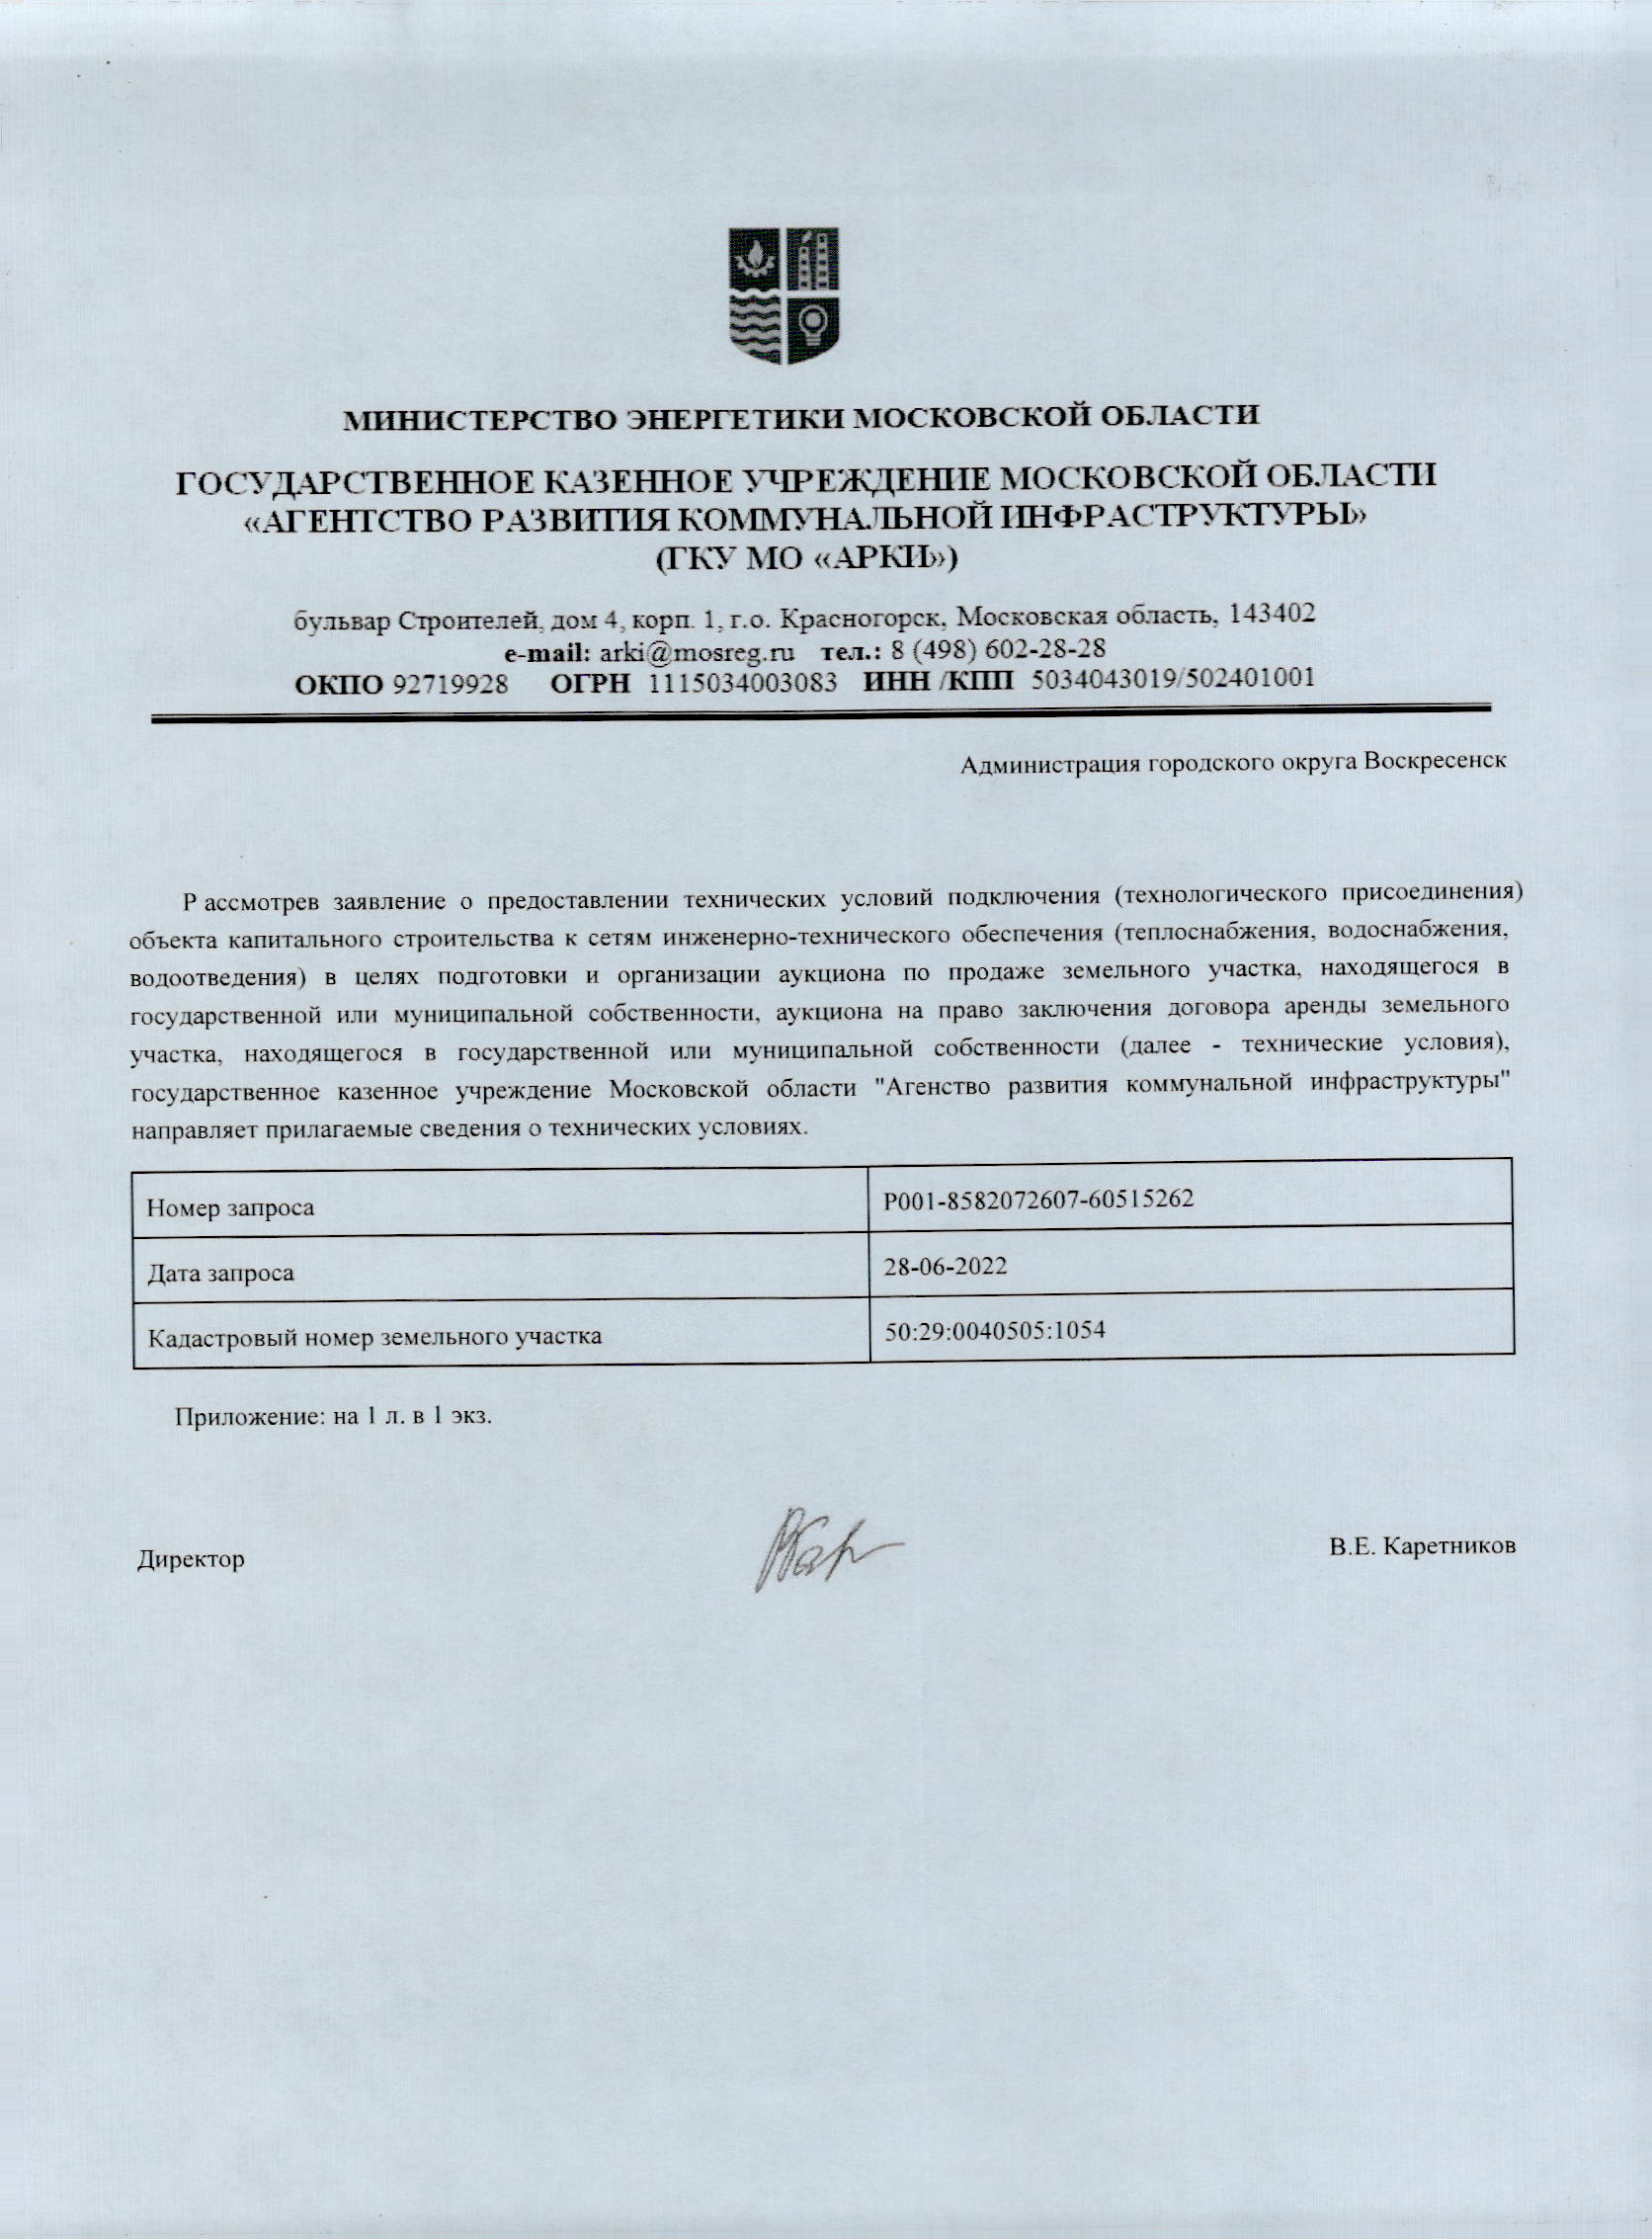 МИНИСТЕРСТВО ЭНЕРГЕТИКИ МОСКОВСКОЙ ОБЛАСТИ
ГОСУДАРСТВЕННОЕ КАЗЕННОЕ УЧРЕЖДЕНИЕ МОСКОВСКОЙ ОБЛАСТИ
«АГЕНТСТВО РАЗВИТИЯ КОММУНАЛЬНОЙ ИНФРАСТРУКТУРЫ»
(ГКУ МО «АРКИ»)
бульвар Строителей, дом 4, корп. 1, г.о. Красногорск, Московская область, 143402
e-mail: arki@mosreg.ru тел.: 8 (498) 602-28-28
ОКПО 92719928 ОГРН 1115034003083 ИНН /КПП 5034043019/502401001
Администрация городского округа Воскресенск
Р ассмотрев заявление о предоставлении технических условий подключения (технологического присоединения)
объекта капитального строительства к сетям инженерно-технического обеспечения (теплоснабжения, водоснабжения,
водоотведения) в целях подготовки и организации аукциона по продаже земельного участка, находящегося в
государственной или муниципальной собственности, аукциона на право заключения договора аренды земельного
участка, находящегося в государственной или муниципальной собственности (далее - технические условия),
государственное казенное учреждение Московской области "Агенство развития коммунальной инфраструктуры"
направляет прилагаемые сведения о технических условиях.
Номер запроса P001-8582072607-60515262
Дата запроса 28-06-2022
Кадастровый номер земельного участка 50:29:0040505:1054
Приложение: на 1 л. в 1 экз.
Директор В.Е. Каретников